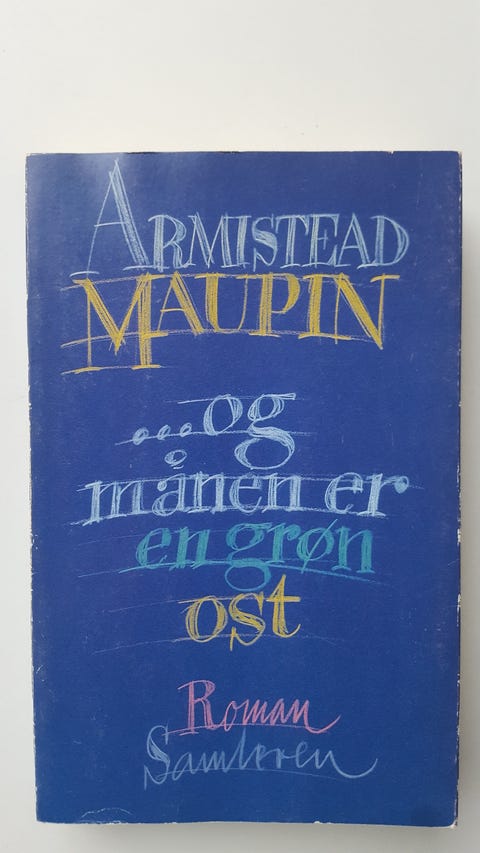 ARMISTEAD
MAUPIN
...og
månen er
en grøn
ost
Roman
Samleren